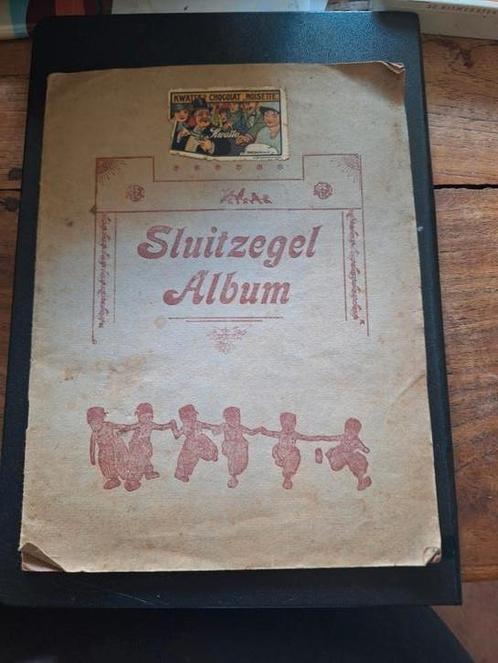 KWATTA CHOCOLAT NOISETTE
Kwatta
Sluitzegel
Album